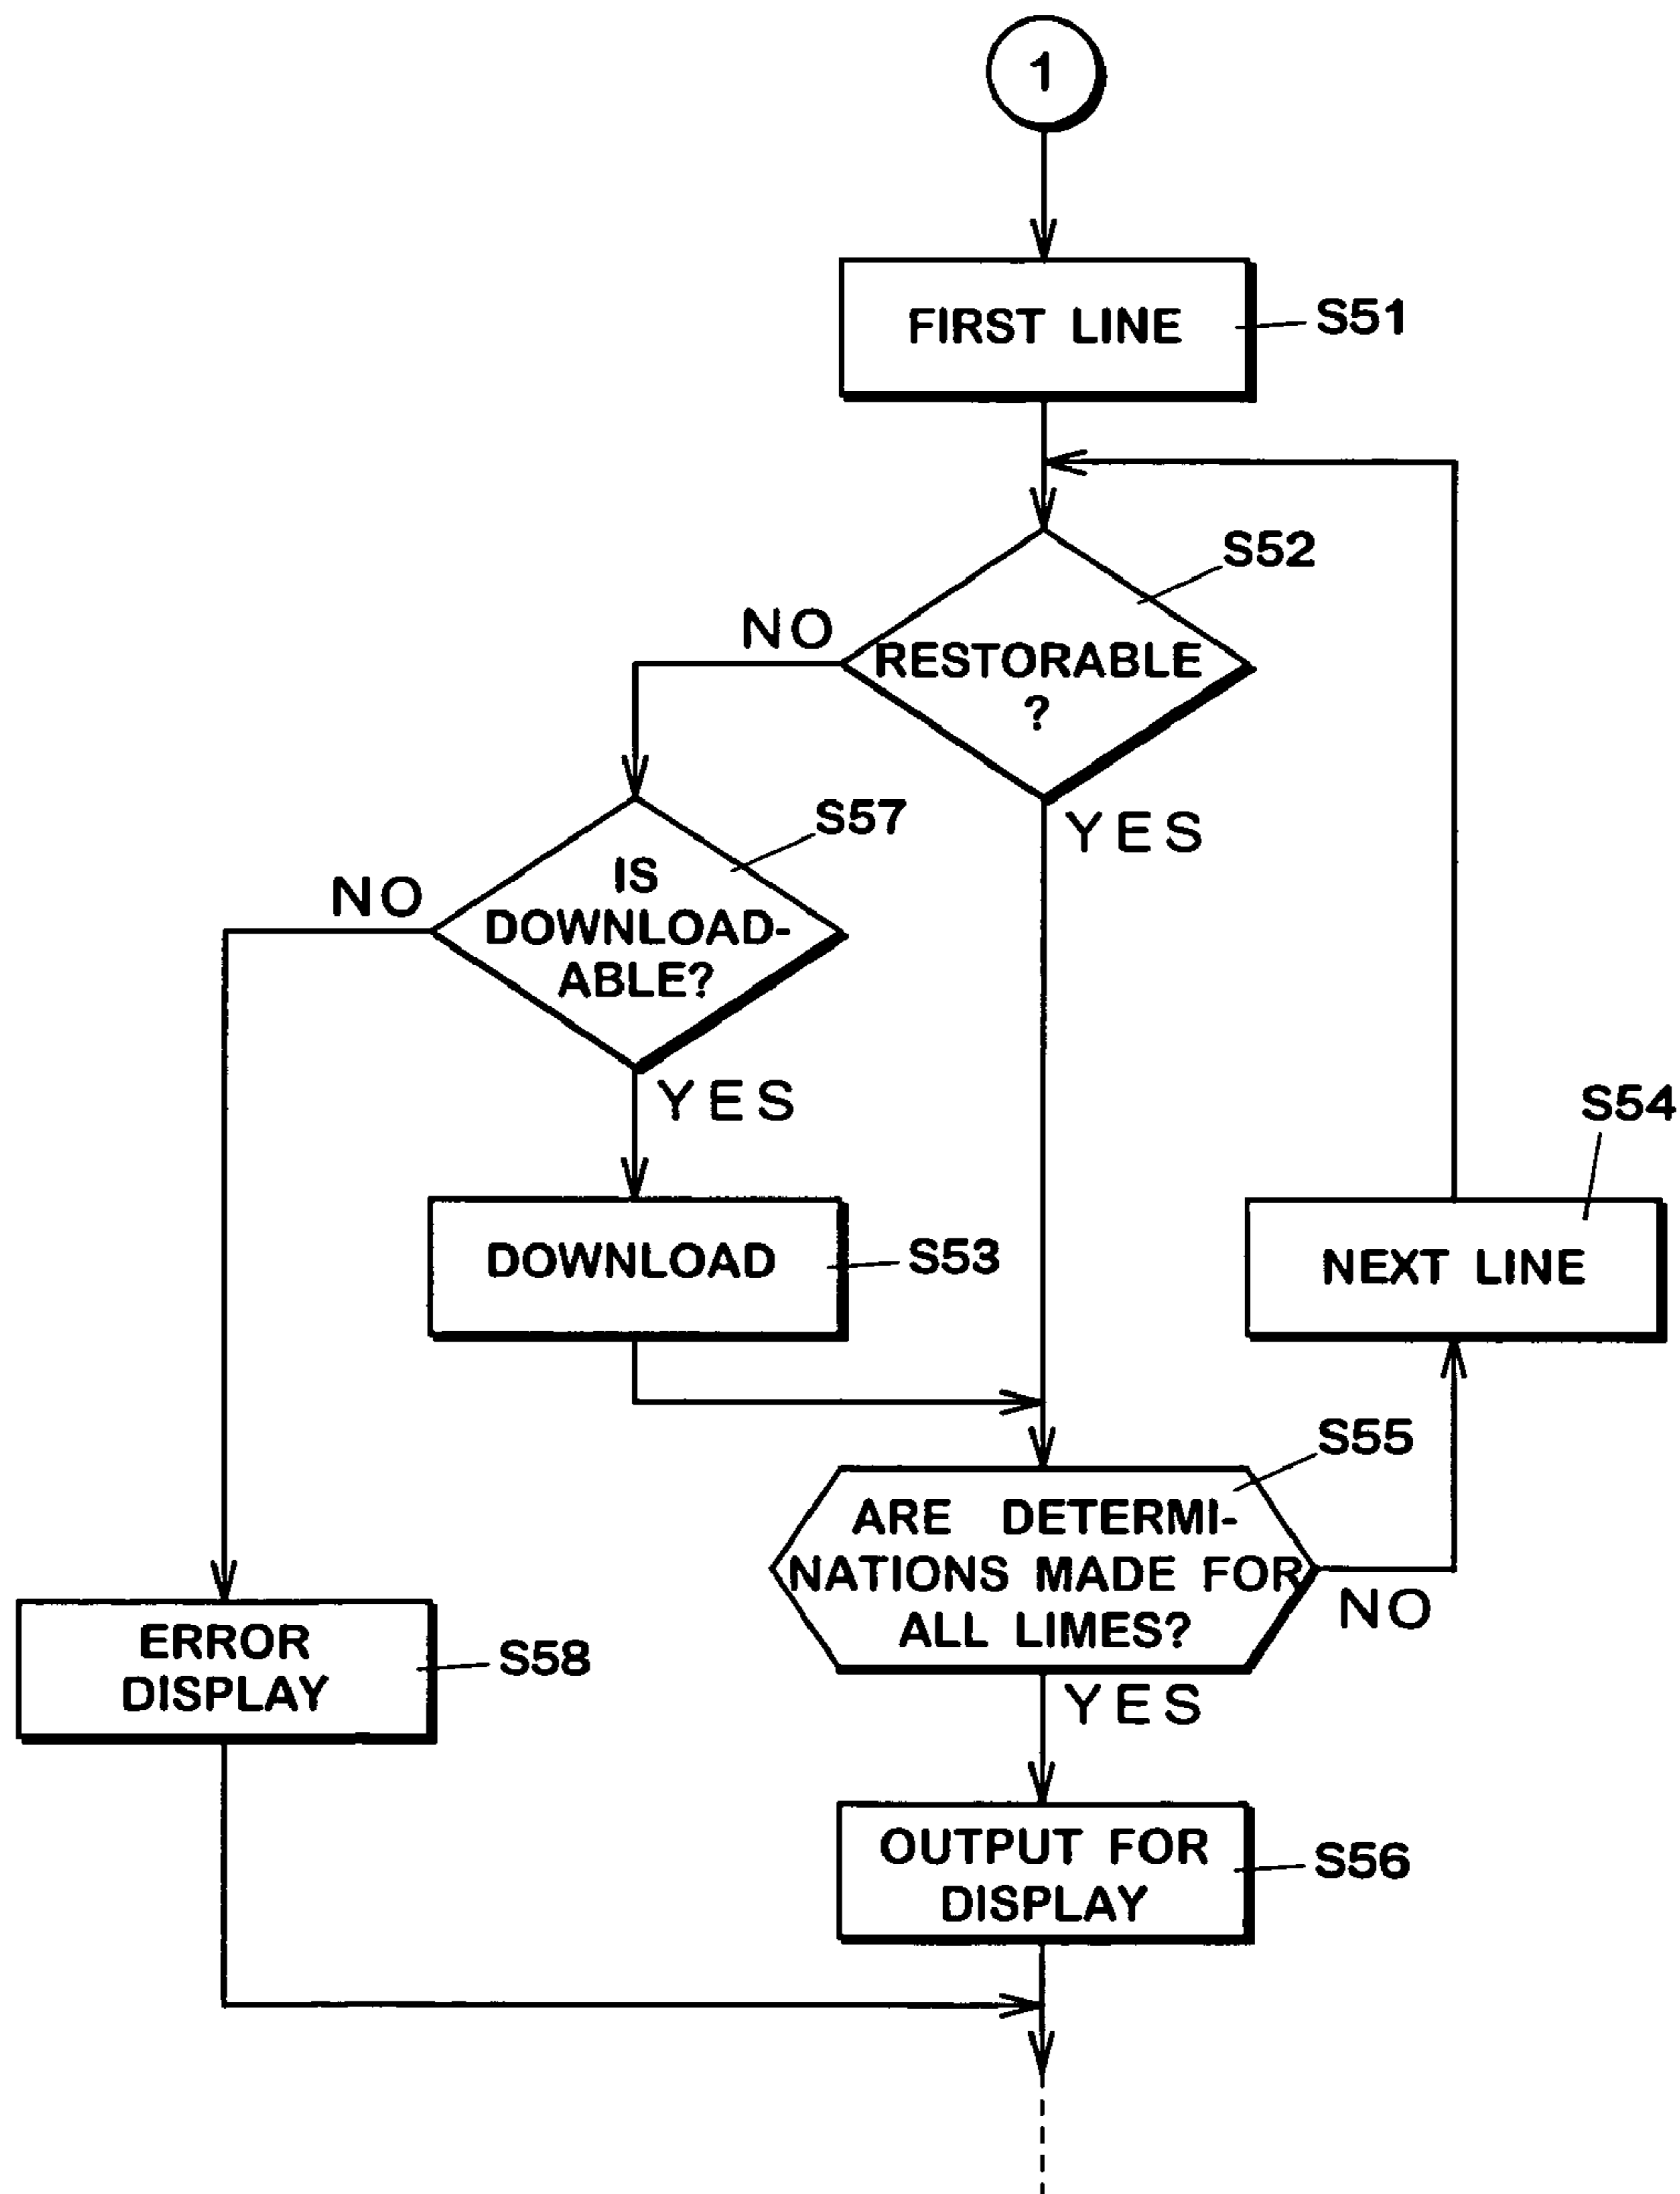 1
FIRST LINE
S51
S52
NO
RESTORABLE
?
YES
S57
NO
IS
DOWNLOAD-
ABLE?
YES
S54
DOWNLOAD
S53
NEXT LINE
S55
ARE DETERMI-
NATIONS MADE FOR
ALL LIMES?
NO
ERROR
DISPLAY
S58
YES
OUTPUT FOR
DISPLAY
S56